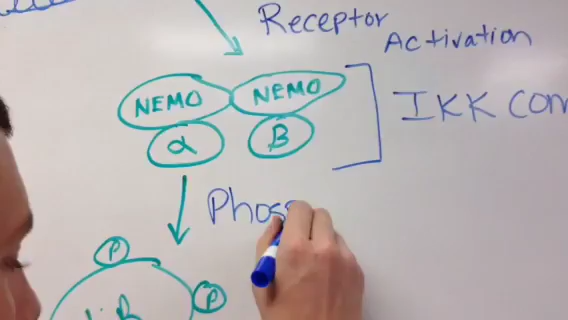 Receptor
Activation
NEMO NEMO
α β
IKK COM
Phos
P
P